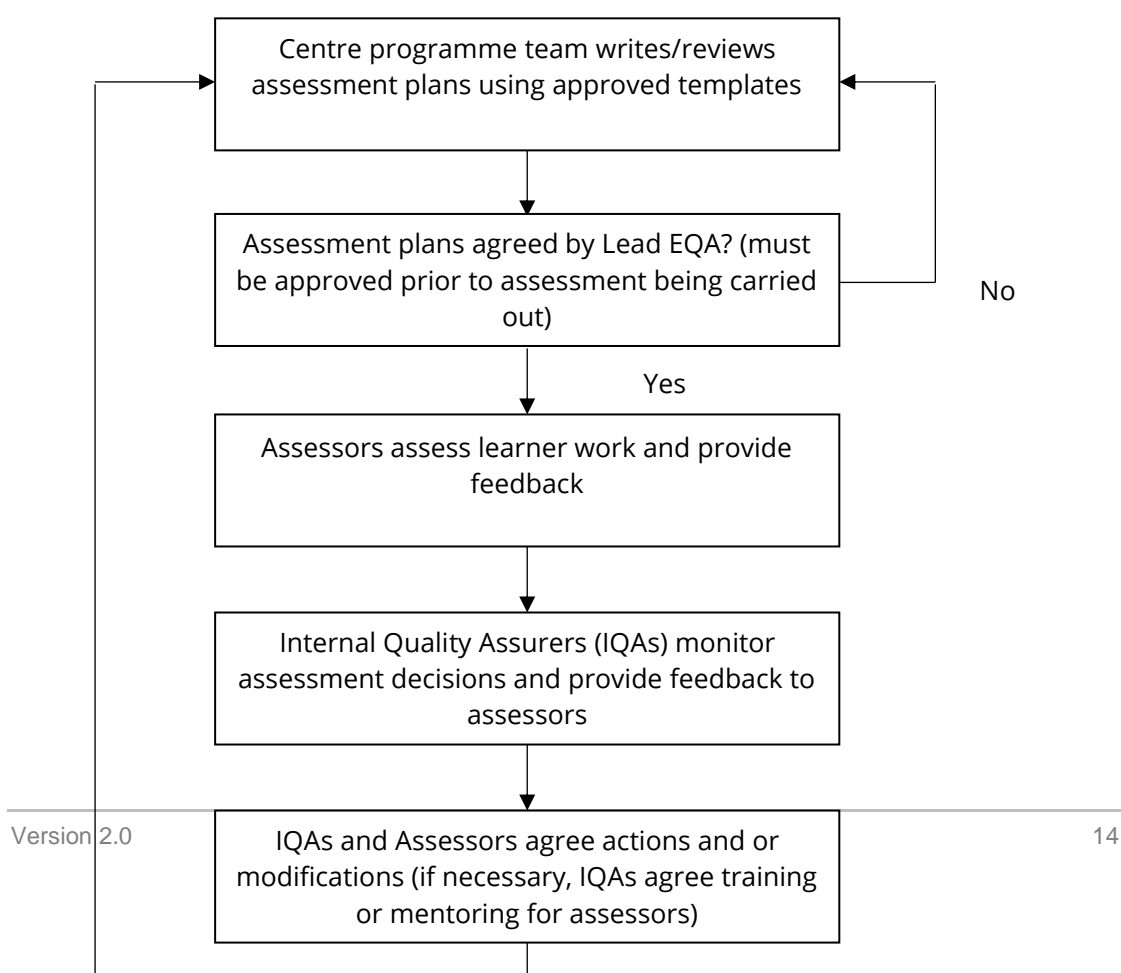 Centre programme team writes/reviews
assessment plans using approved templates
Assessment plans agreed by Lead EQA? (must
be approved prior to assessment being carried
out)
No
Yes
Assessors assess learner work and provide
feedback
Internal Quality Assurers (IQAs) monitor
assessment decisions and provide feedback to
assessors
Version 2.0
14
IQAs and Assessors agree actions and or
modifications (if necessary, IQAs agree training
or mentoring for assessors)